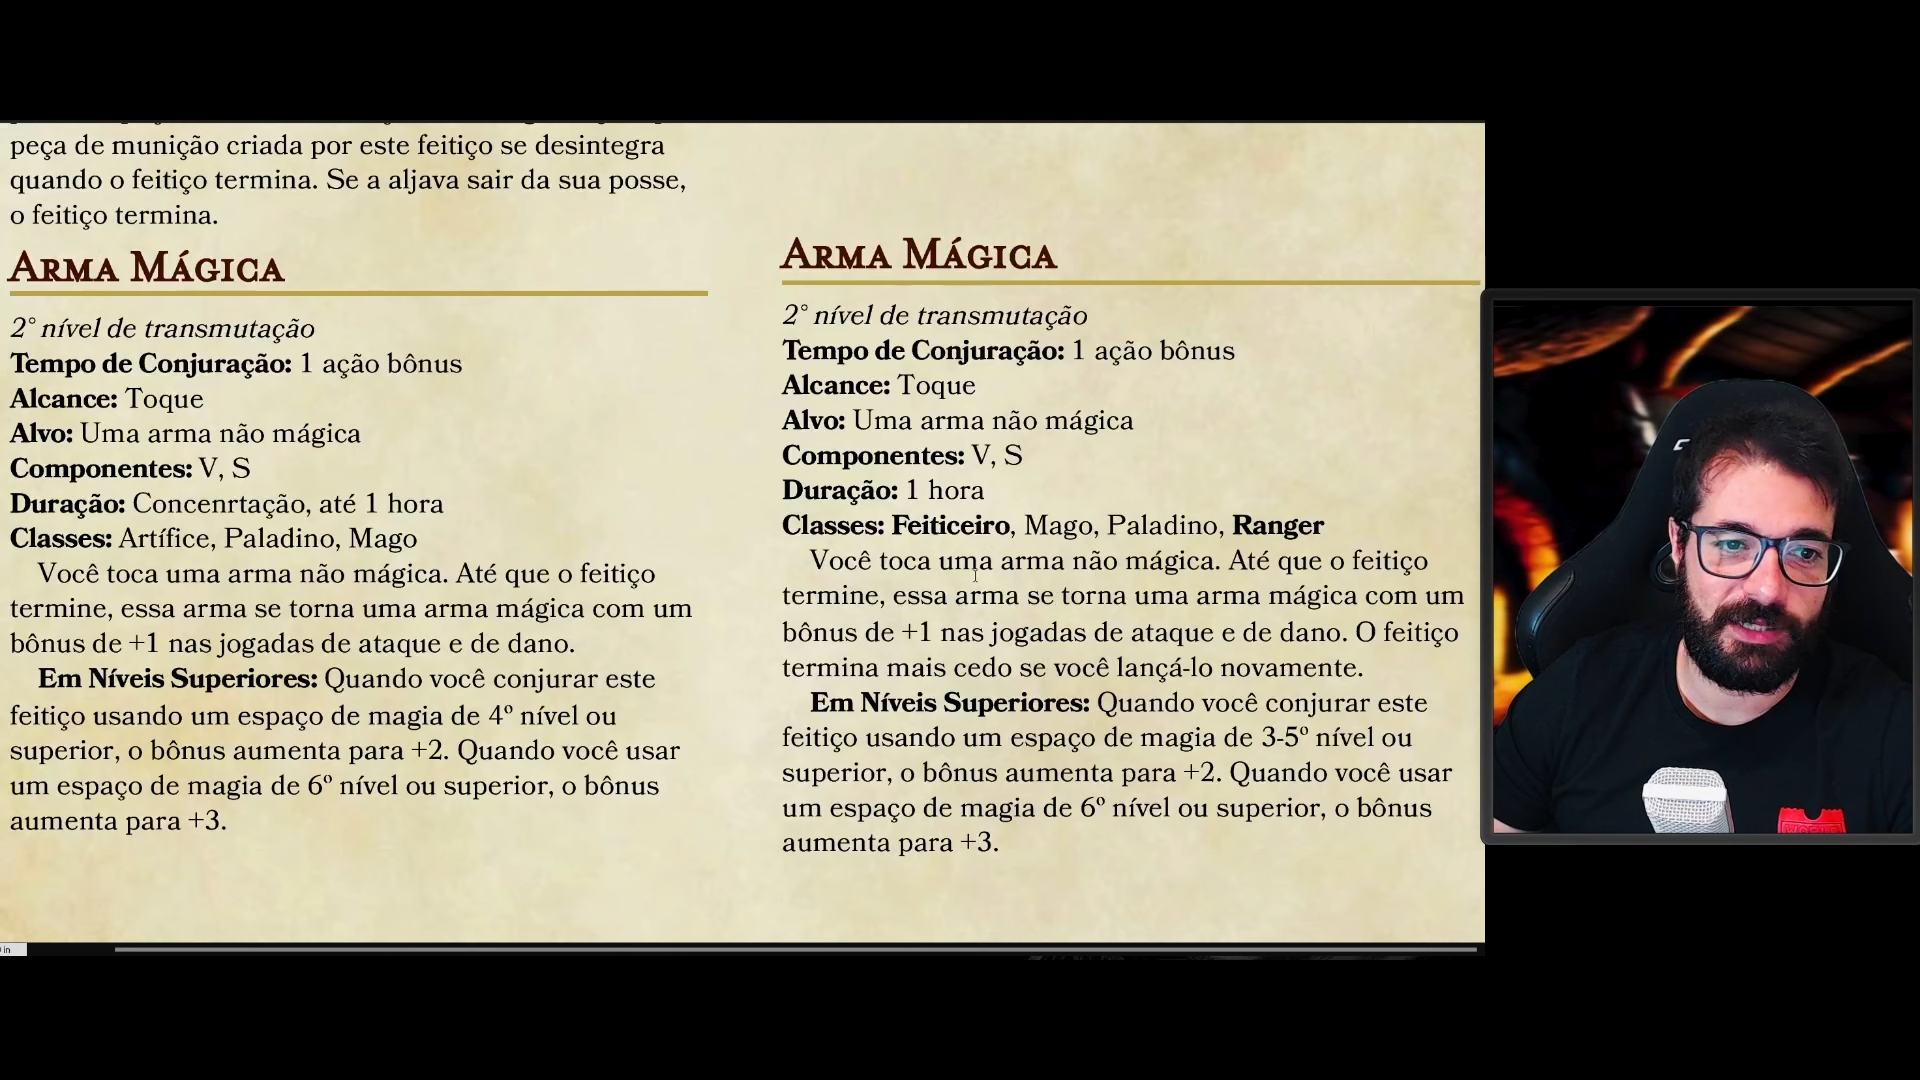 peça de munição criada por este feitiço se desintegra
quando o feitiço termina. Se a aljava sair da sua posse,
o feitiço termina.
Arma Mágica
2° nível de transmutação
Tempo de Conjuração: 1 ação bônus
Alcance: Toque
Alvo: Uma arma não mágica
Componentes: V, S
Duração: Concenrtação, até 1 hora
Classes: Artífice, Paladino, Mago
Você toca uma arma não mágica. Até que o feitiço
termine, essa arma se torna uma arma mágica com um
bônus de +1 nas jogadas de ataque e de dano.
Em Níveis Superiores: Quando você conjurar este
feitiço usando um espaço de magia de 4º nível ou
superior, o bônus aumenta para +2. Quando você usar
um espaço de magia de 6º nível ou superior, o bônus
aumenta para +3.
Arma Mágica
2° nível de transmutação
Tempo de Conjuração: 1 ação bônus
Alcance: Toque
Alvo: Uma arma não mágica
Componentes: V, S
Duração: 1 hora
Classes: Feiticeiro, Mago, Paladino, Ranger
Você toca uma arma não mágica. Até que o feitiço
termine, essa arma se torna uma arma mágica com um
bônus de +1 nas jogadas de ataque e de dano. O feitiço
termina mais cedo se você lançá-lo novamente.
Em Níveis Superiores: Quando você conjurar este
feitiço usando um espaço de magia de 3-5º nível ou
superior, o bônus aumenta para +2. Quando você usar
um espaço de magia de 6º nível ou superior, o bônus
aumenta para +3.